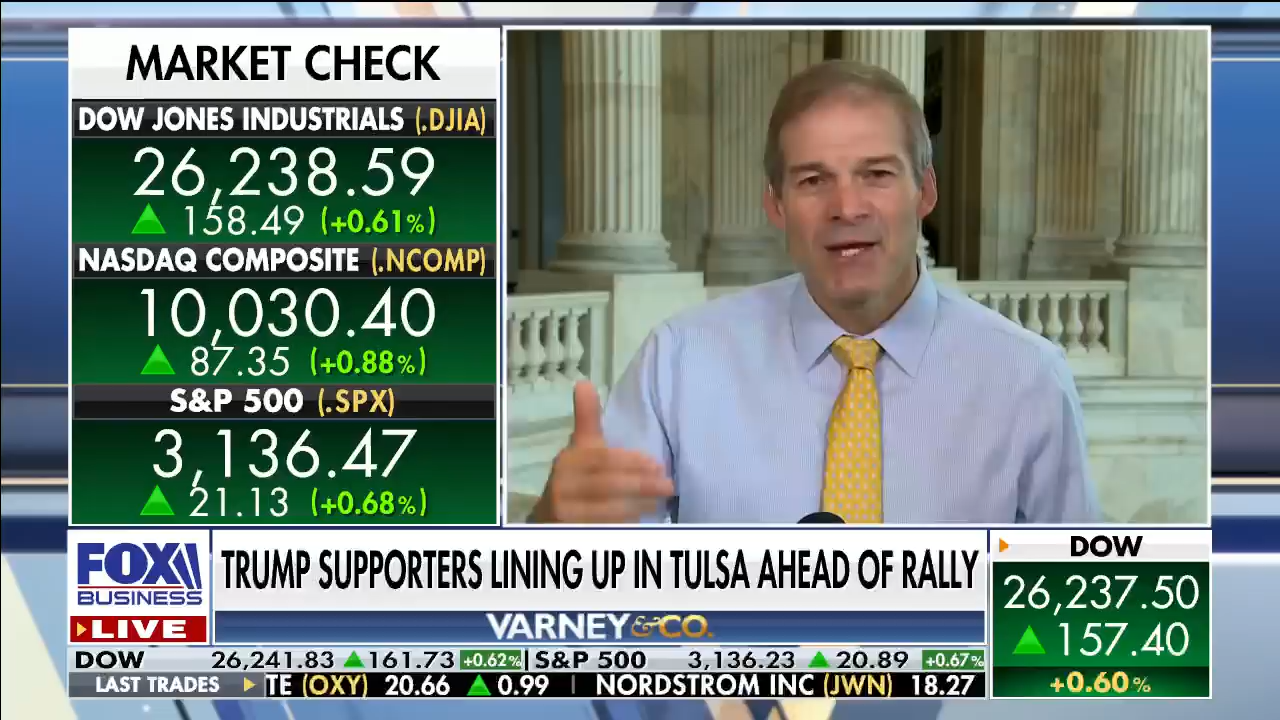 MARKET CHECK
DOW JONES INDUSTRIALS (.DJIA)
26,238.59
▲ 158.49 (+0.61%)
NASDAQ COMPOSITE (.NCOMP)
10,030.40
▲ 87.35 (+0.88%)
S&P 500 (.SPX)
3,136.47
▲ 21.13 (+0.68%)
FOX
BUSINESS
LIVE
TRUMP SUPPORTERS LINING UP IN TULSA AHEAD OF RALLY
VARNEY & CO.
DOW
26,237.50
▲ 157.40
+0.60%
DOW 26,241.83 ▲ 161.73 +0.62% S&P 500 3,136.23 ▲ 20.89 +0.67%
LAST TRADES TE (OXY) 20.66 ▲ 0.99 | NORDSTROM INC (JWN) 18.27